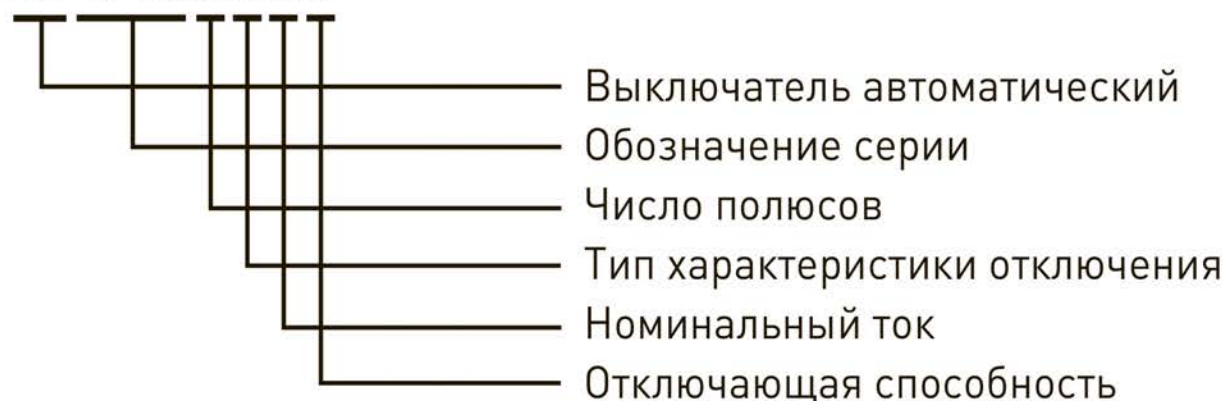 Выключатель автоматический
Обозначение серии
Число полюсов
Тип характеристики отключения
Номинальный ток
Отключающая способность